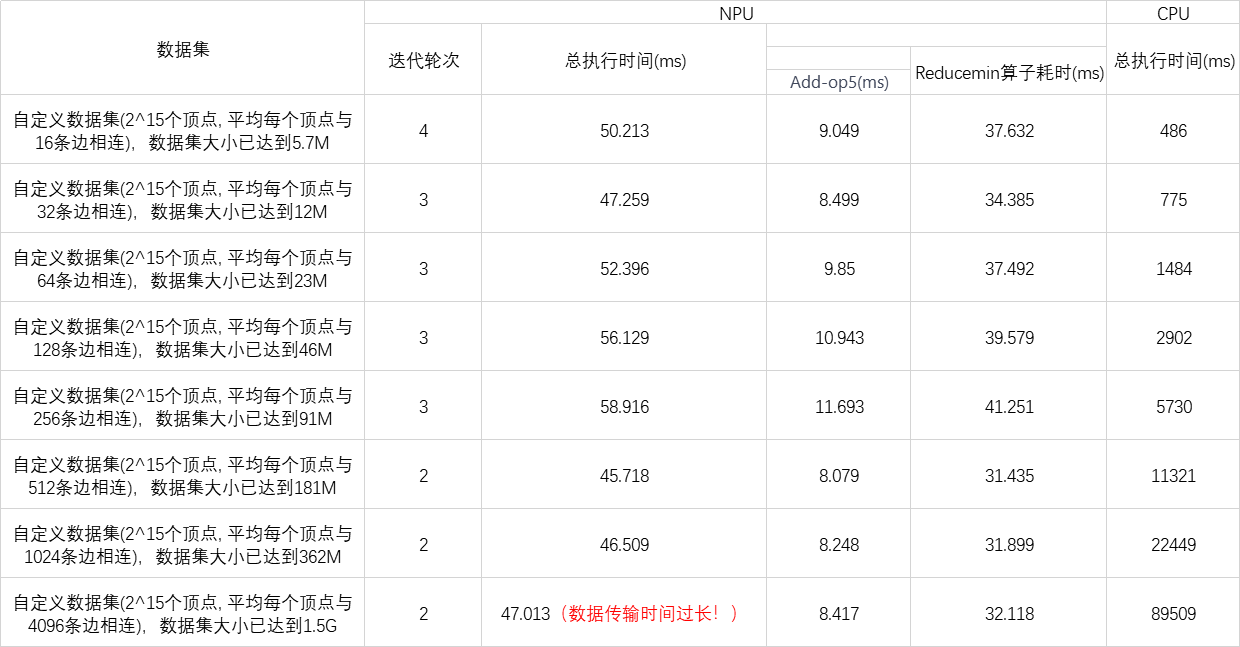 NPU
CPU
数据集
迭代轮次
总执行时间(ms)
Add-op5(ms)
Reducemin算子耗时(ms)
总执行时间(ms)
自定义数据集(2^15个顶点, 平均每个顶点与
16条边相连)，数据集大小已达到5.7M
4
50.213
9.049
37.632
486
自定义数据集(2^15个顶点, 平均每个顶点与
32条边相连)，数据集大小已达到12M
3
47.259
8.499
34.385
775
自定义数据集(2^15个顶点, 平均每个顶点与
64条边相连)，数据集大小已达到23M
3
52.396
9.85
37.492
1484
自定义数据集(2^15个顶点, 平均每个顶点与
128条边相连)，数据集大小已达到46M
3
56.129
10.943
39.579
2902
自定义数据集(2^15个顶点, 平均每个顶点与
256条边相连)，数据集大小已达到91M
3
58.916
11.693
41.251
5730
自定义数据集(2^15个顶点, 平均每个顶点与
512条边相连)，数据集大小已达到181M
2
45.718
8.079
31.435
11321
自定义数据集(2^15个顶点, 平均每个顶点与
1024条边相连)，数据集大小已达到362M
2
46.509
8.248
31.899
22449
自定义数据集(2^15个顶点, 平均每个顶点与
4096条边相连)，数据集大小已达到1.5G
2
47.013（数据传输时间过长！）
8.417
32.118
89509